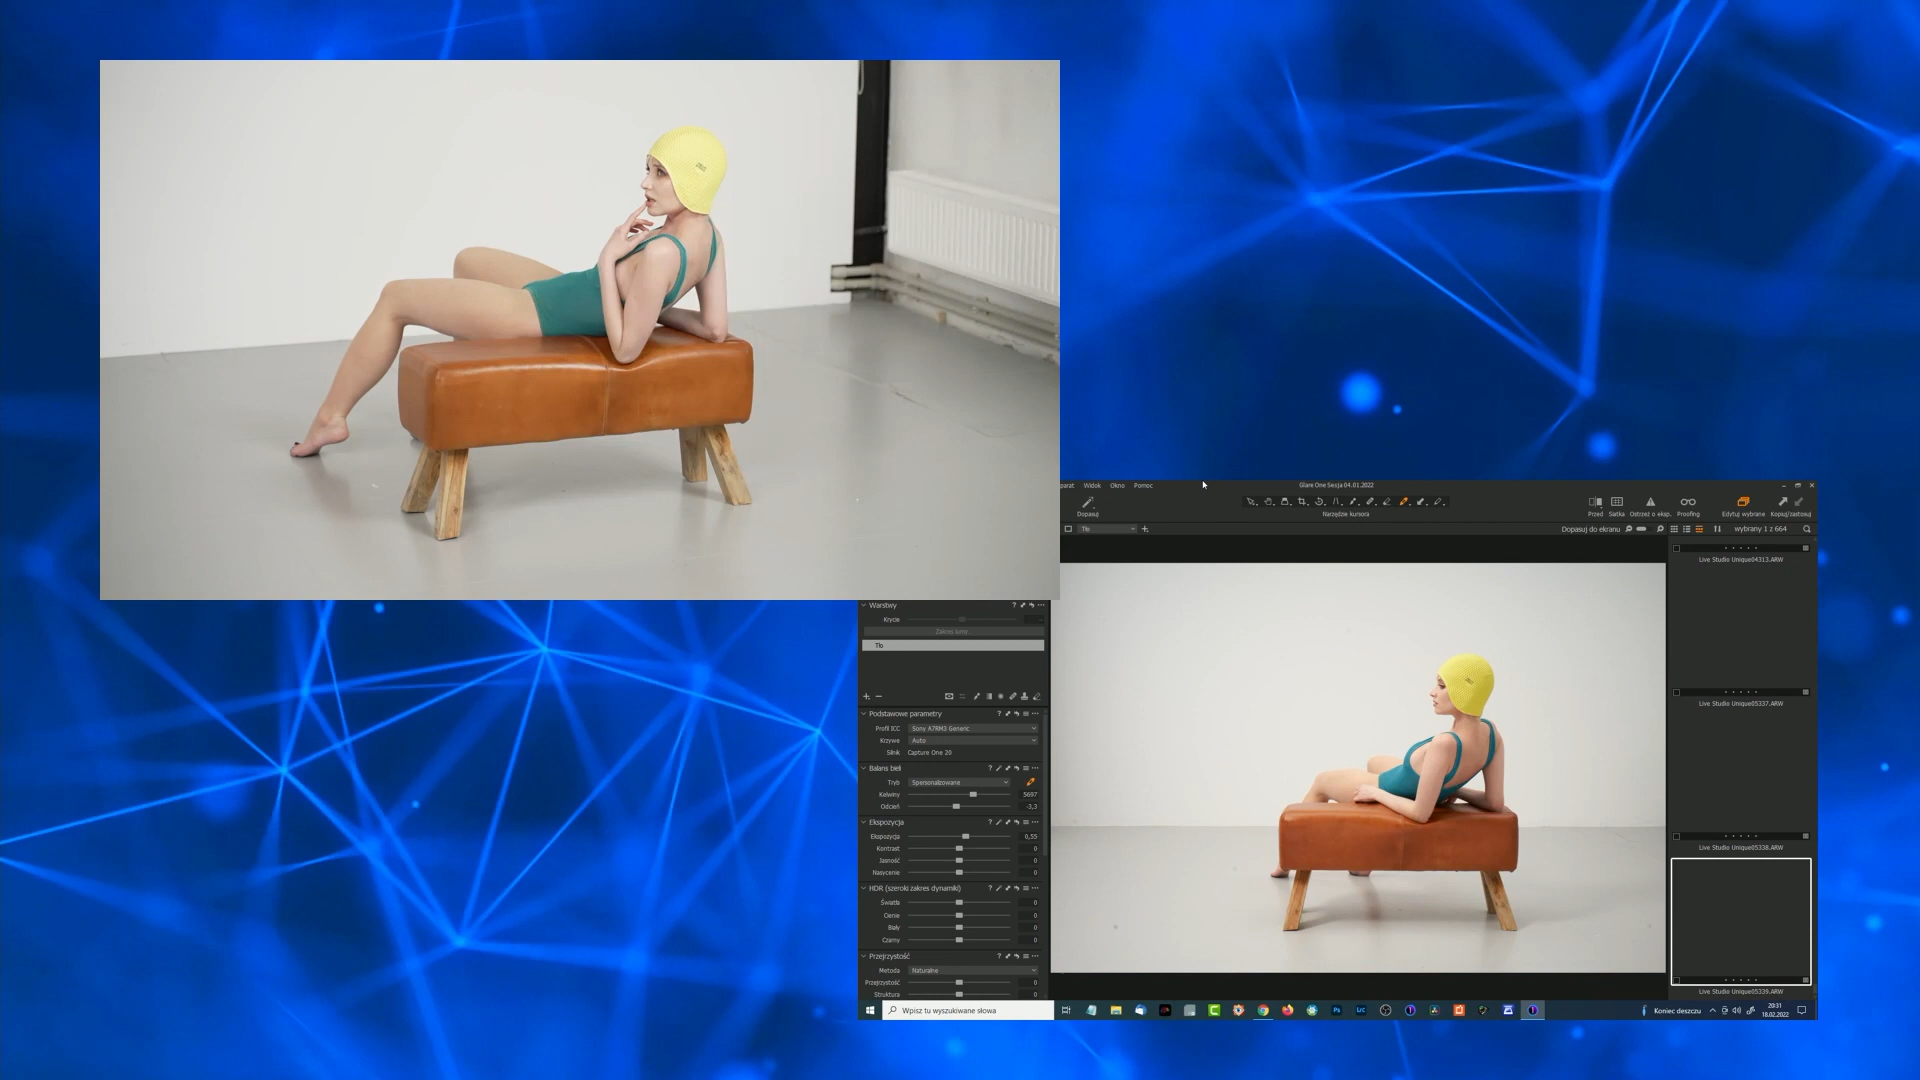 parat Widok Okno Pomoc
Glare One Sesja 04.01.2022
Dopasuj
Narzędzie kursora
Przed Siatka Ostrzeż o eksp. Proofing Edytuj wybrane Kopiuj/zastosuj
Tło
Dopasuj do ekranu
wybrany 1 z 664
Live Studio Unique04313.ARW
Live Studio Unique05337.ARW
Live Studio Unique05338.ARW
Live Studio Unique05339.ARW
Warstwy
Krycie
Tło
Podstawowe parametry
Profil ICC Sony A7RM3 Generic
Krzywe Auto
Silnik Capture One 20
Balans bieli
Tryb Spersonalizowane
Kelwiny 5697
Odcień -3,3
Ekspozycja
Ekspozycja 0,55
Kontrast 0
Jasność 0
Nasycenie 0
HDR (szeroki zakres dynamiki)
Światła 0
Cienie 0
Biały 0
Czarny 0
Przejrzystość
Metoda Naturalne
Przejrzystość 0
Struktura 0
Wpisz tu wyszukiwane słowa
Ps
Lrc
Koniec deszczu
20:31
18.02.2022